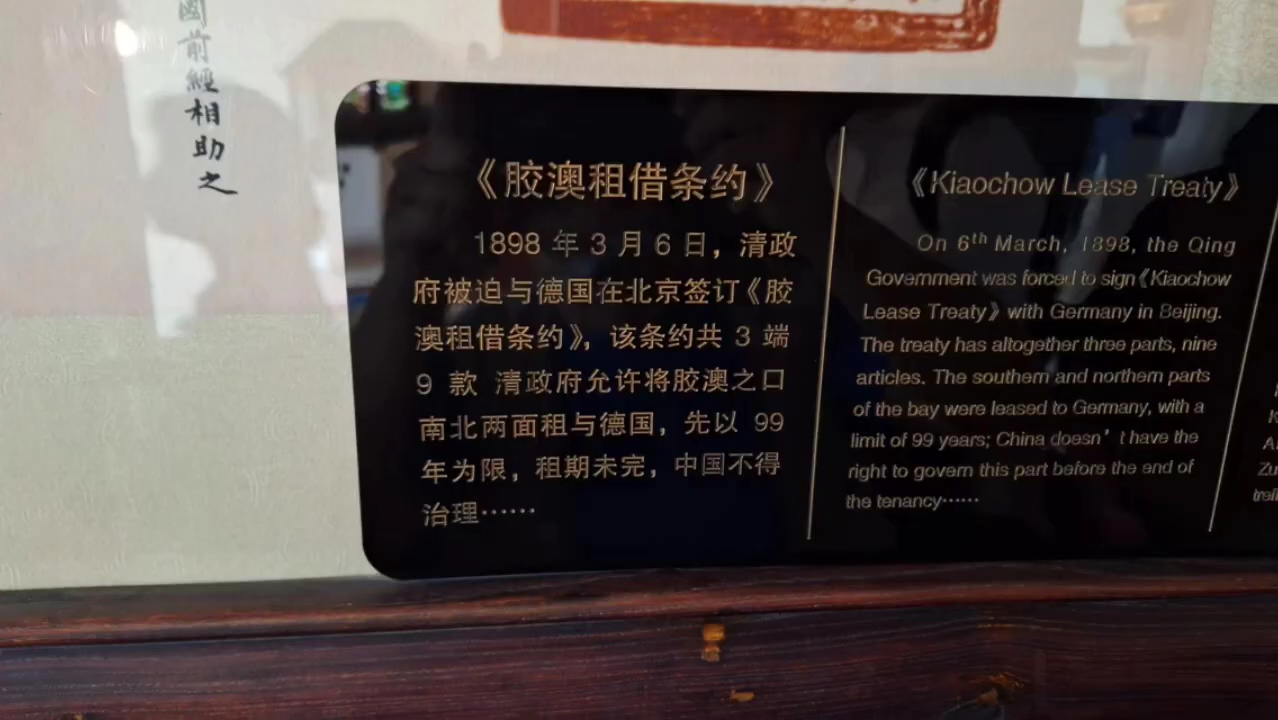 國前經相助之
《胶澳租借条约》
1898 年 3 月 6 日，清政
府被迫与德国在北京签订《胶
澳租借条约》，该条约共 3 端
9 款 清政府允许将胶澳之口
南北两面租与德国，先以 99
年为限，租期未完，中国不得
治理……
《Kiaochow Lease Treaty》
On 6th March, 1898, the Qing
Government was forced to sign《Kiaochow
Lease Treaty》with Germany in Beijing.
The treaty has altogether three parts, nine
articles. The southern and northern parts
of the bay were leased to Germany, with a
limit of 99 years; China doesn’t have the
right to govern this part before the end of
the tenancy……